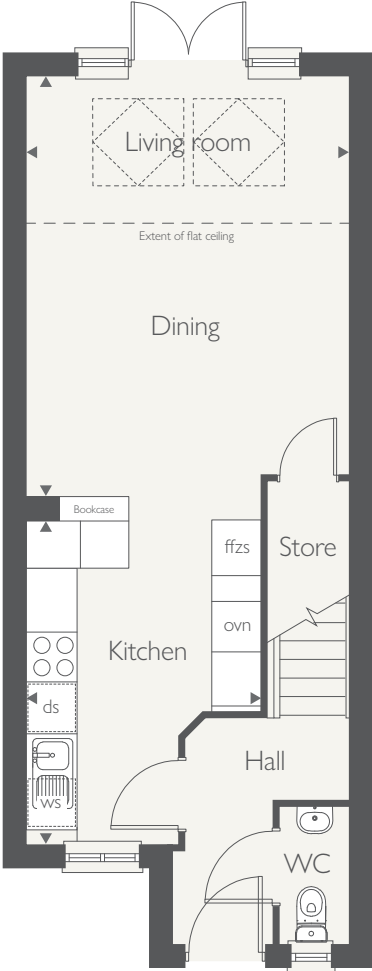 Living room
Extent of flat ceiling
Dining
Bookcase
ffzs
Store
ovn
Kitchen
ds
Hall
ws
WC